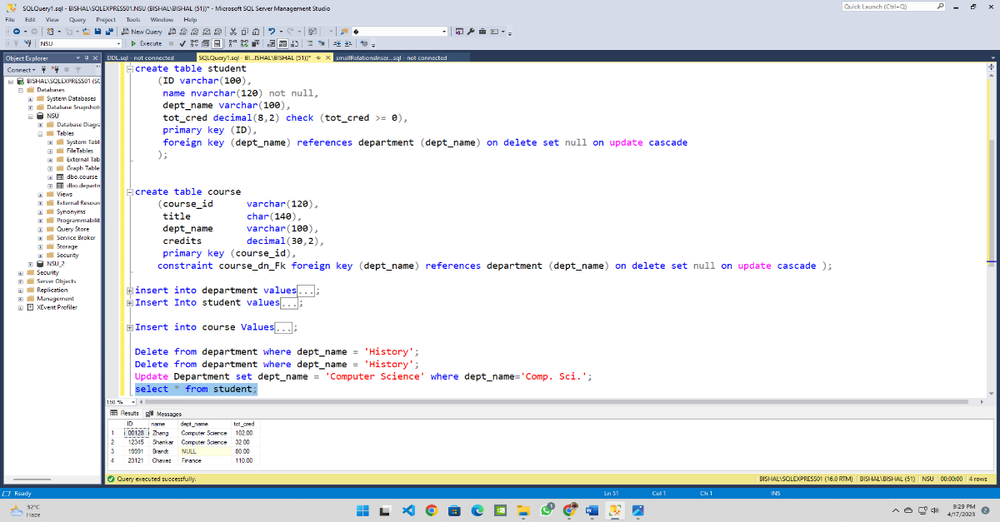 SQLQuery1.sql - BISHAL\SQLEXPRESS01.NSU (BISHAL\BISHAL (51))* - Microsoft SQL Server Management Studio
Quick Launch (Ctrl+Q)
File Edit View Query Project Tools Window Help
New Query
NSU Execute
Object Explorer
DDL.sql - not connected SQLQuery1.sql - BI...ISHAL\BISHAL (51))* smallRelationsInser...sql - not connected
Connect
BISHAL\SQLEXPRESS01 (SC
Databases
System Databases
Database Snapshot
NSU
Database Diagra
Tables
System Tabl
FileTables
External Tab
Graph Table
dbo.course
dbo.departn
Views
External Resour
Synonyms
Programmabilit
Query Store
Service Broker
Storage
Security
NSU_2
Security
Server Objects
Replication
Management
XEvent Profiler
create table student
(ID varchar(100),
name nvarchar(120) not null,
dept_name varchar(100),
tot_cred decimal(8,2) check (tot_cred >= 0),
primary key (ID),
foreign key (dept_name) references department (dept_name) on delete set null on update cascade
);
create table course
(course_id varchar(120),
title char(140),
dept_name varchar(100),
credits decimal(30,2),
primary key (course_id),
constraint course_dn_Fk foreign key (dept_name) references department (dept_name) on delete set null on update cascade );
insert into department values...;
Insert Into student values...;
Insert into course Values...;
Delete from department where dept_name = 'History';
Delete from department where dept_name = 'History';
Update Department set dept_name = 'Computer Science' where dept_name='Comp. Sci.';
select * from student;
150 %
Results Messages
ID name dept_name tot_cred
1 00128 Zhang Computer Science 102.00
2 12345 Shankar Computer Science 32.00
3 19991 Brandt NULL 80.00
4 23121 Chavez Finance 110.00
Query executed successfully. BISHAL\SQLEXPRESS01 (16.0 RTM) BISHAL\BISHAL (51) NSU 00:00:00 4 rows
Ready Ln 51 Col 1 Ch 1 INS
32°C
Haze
9:29 PM
4/17/2023